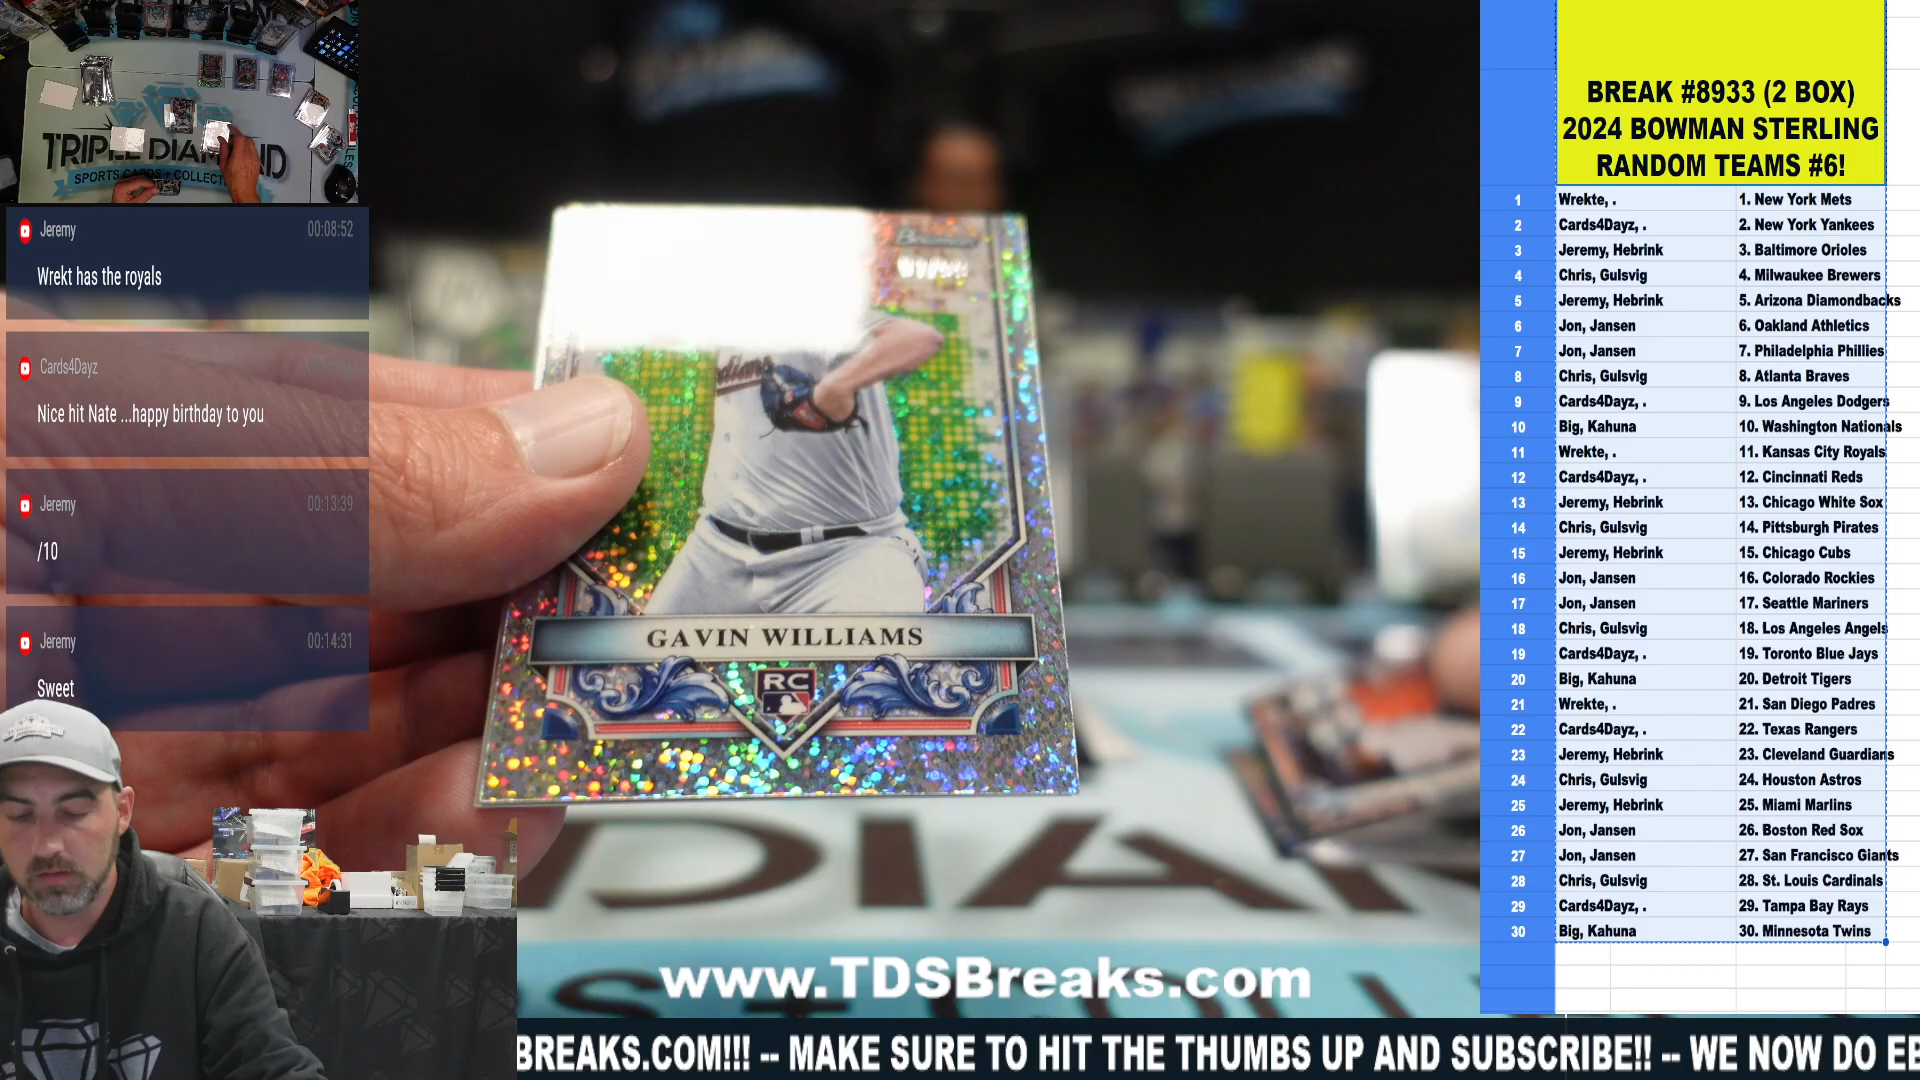 TRIPLE DIAMOND
SPORTS CARDS + COLLECT
Jeremy 00:08:52
Wrekt has the royals
Cards4Dayz
Nice hit Nate ...happy birthday to you
Jeremy 00:13:39
/10
Jeremy 00:14:31
Sweet
Bowman
GAVIN WILLIAMS
RC
DIAM
www.TDSBreaks.com
BREAKS.COM!!! -- MAKE SURE TO HIT THE THUMBS UP AND SUBSCRIBE!! -- WE NOW DO EB
BREAK #8933 (2 BOX)
2024 BOWMAN STERLING
RANDOM TEAMS #6!
1 Wrekte, . 1. New York Mets
2 Cards4Dayz, . 2. New York Yankees
3 Jeremy, Hebrink 3. Baltimore Orioles
4 Chris, Gulsvig 4. Milwaukee Brewers
5 Jeremy, Hebrink 5. Arizona Diamondbacks
6 Jon, Jansen 6. Oakland Athletics
7 Jon, Jansen 7. Philadelphia Phillies
8 Chris, Gulsvig 8. Atlanta Braves
9 Cards4Dayz, . 9. Los Angeles Dodgers
10 Big, Kahuna 10. Washington Nationals
11 Wrekte, . 11. Kansas City Royals
12 Cards4Dayz, . 12. Cincinnati Reds
13 Jeremy, Hebrink 13. Chicago White Sox
14 Chris, Gulsvig 14. Pittsburgh Pirates
15 Jeremy, Hebrink 15. Chicago Cubs
16 Jon, Jansen 16. Colorado Rockies
17 Jon, Jansen 17. Seattle Mariners
18 Chris, Gulsvig 18. Los Angeles Angels
19 Cards4Dayz, . 19. Toronto Blue Jays
20 Big, Kahuna 20. Detroit Tigers
21 Wrekte, . 21. San Diego Padres
22 Cards4Dayz, . 22. Texas Rangers
23 Jeremy, Hebrink 23. Cleveland Guardians
24 Chris, Gulsvig 24. Houston Astros
25 Jeremy, Hebrink 25. Miami Marlins
26 Jon, Jansen 26. Boston Red Sox
27 Jon, Jansen 27. San Francisco Giants
28 Chris, Gulsvig 28. St. Louis Cardinals
29 Cards4Dayz, . 29. Tampa Bay Rays
30 Big, Kahuna 30. Minnesota Twins